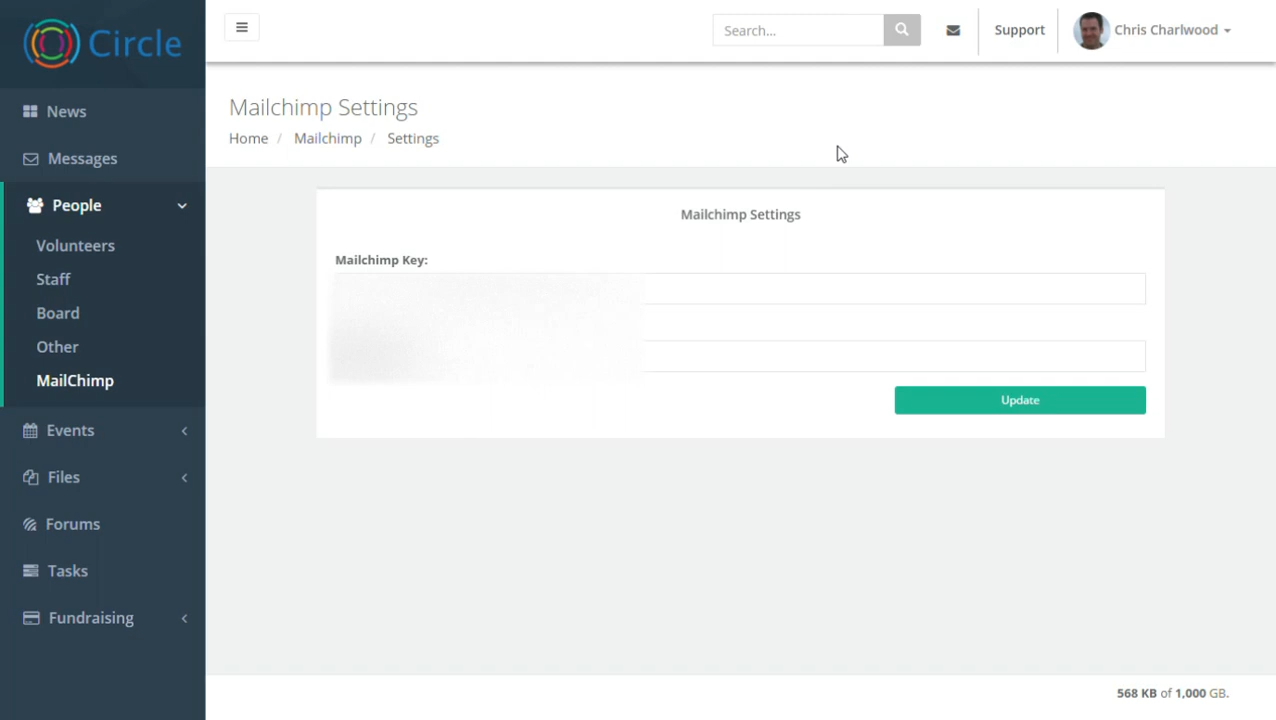 Circle
Search...
Support
Chris Charlwood
News
Messages
People
Volunteers
Staff
Board
Other
MailChimp
Events
Files
Forums
Tasks
Fundraising
Mailchimp Settings
Home / Mailchimp / Settings
Mailchimp Settings
Mailchimp Key:
Update
568 KB of 1,000 GB.